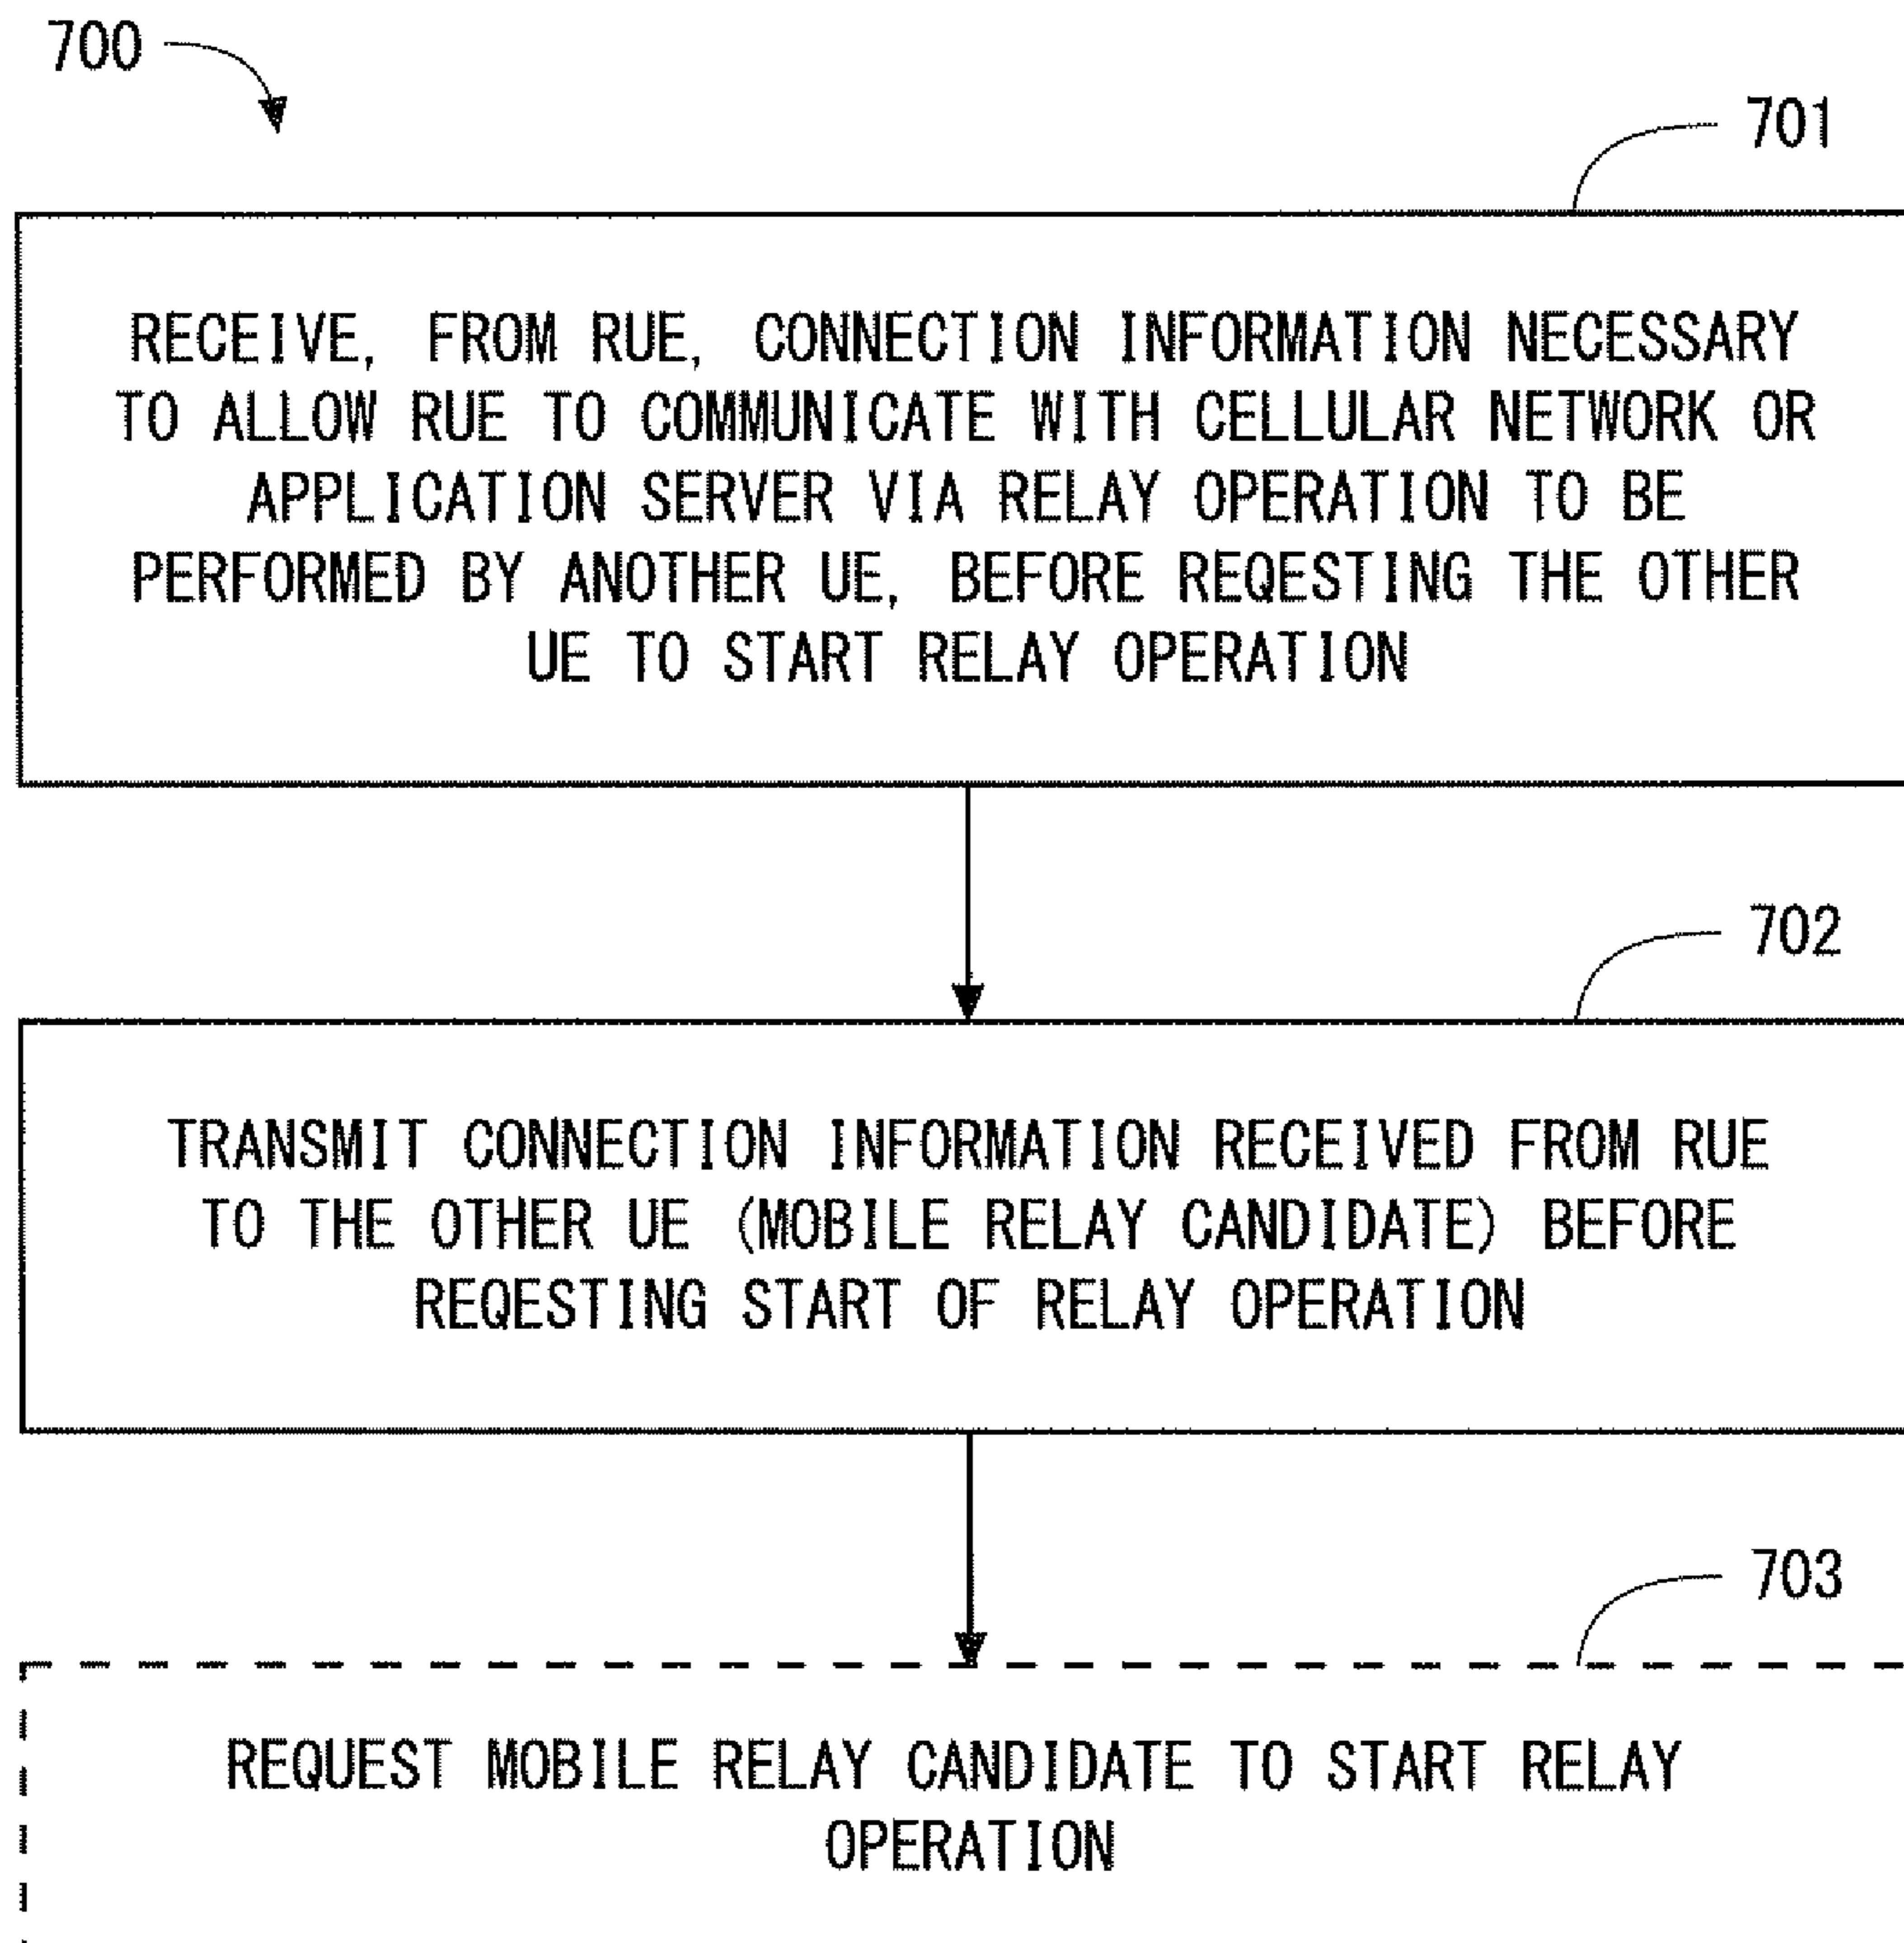 700
701
RECEIVE, FROM RUE, CONNECTION INFORMATION NECESSARY
TO ALLOW RUE TO COMMUNICATE WITH CELLULAR NETWORK OR
APPLICATION SERVER VIA RELAY OPERATION TO BE
PERFORMED BY ANOTHER UE, BEFORE REQESTING THE OTHER
UE TO START RELAY OPERATION
702
TRANSMIT CONNECTION INFORMATION RECEIVED FROM RUE
TO THE OTHER UE (MOBILE RELAY CANDIDATE) BEFORE
REQESTING START OF RELAY OPERATION
703
REQUEST MOBILE RELAY CANDIDATE TO START RELAY
OPERATION